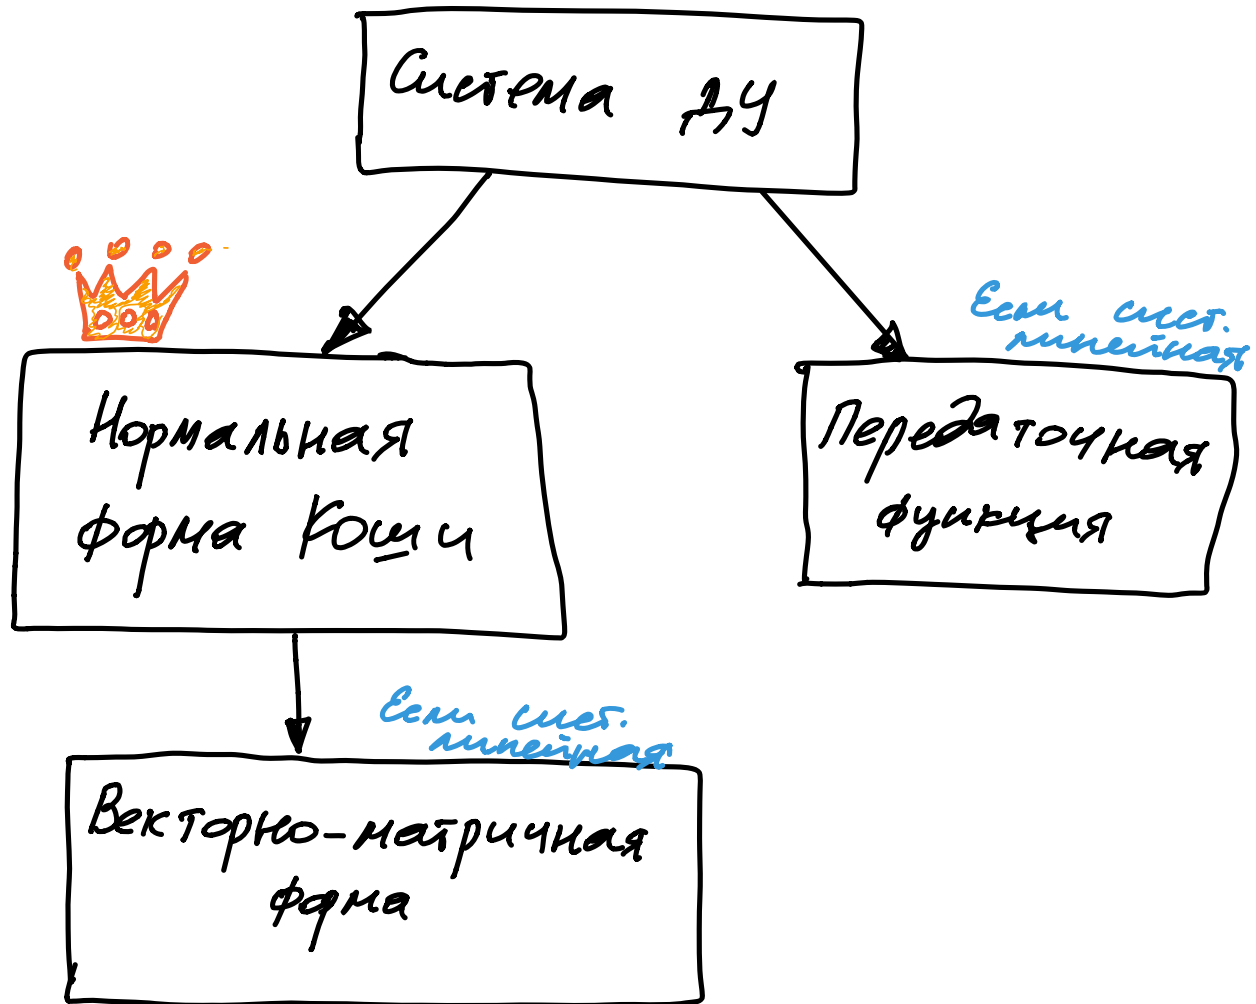 Система ДУ
Если сист.
линейная
Нормальная
форма Коши
Передаточная
функция
Если сист.
линейная
Векторно-матричная
форма